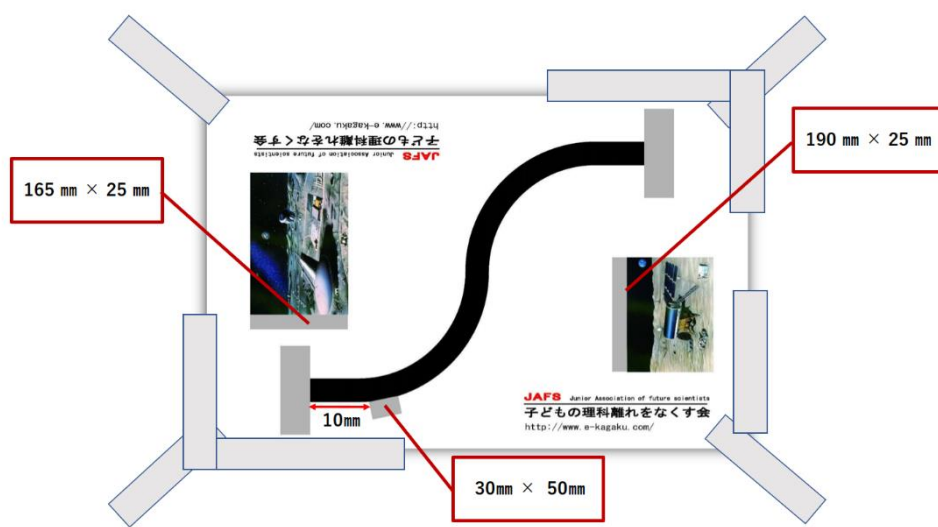 http://www.e-kagaku.com/
子どもの理科離れをなくす会
JAFS Junior Association of future scientists
190 mm × 25 mm
165 mm × 25 mm
JAFS Junior Association of future scientists
子どもの理科離れをなくす会
http://www.e-kagaku.com/
10mm
30mm × 50mm